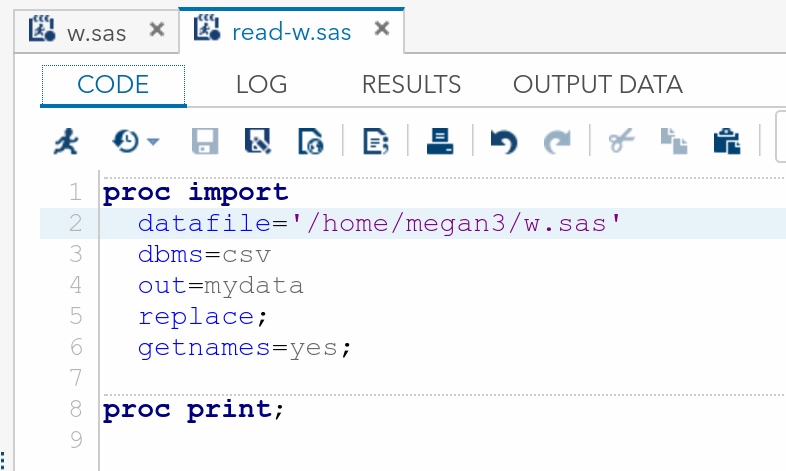 w.sas
read-w.sas
CODE LOG RESULTS OUTPUT DATA
1 proc import
2 datafile='/home/megan3/w.sas'
3 dbms=csv
4 out=mydata
5 replace;
6 getnames=yes;
7
8 proc print;
9